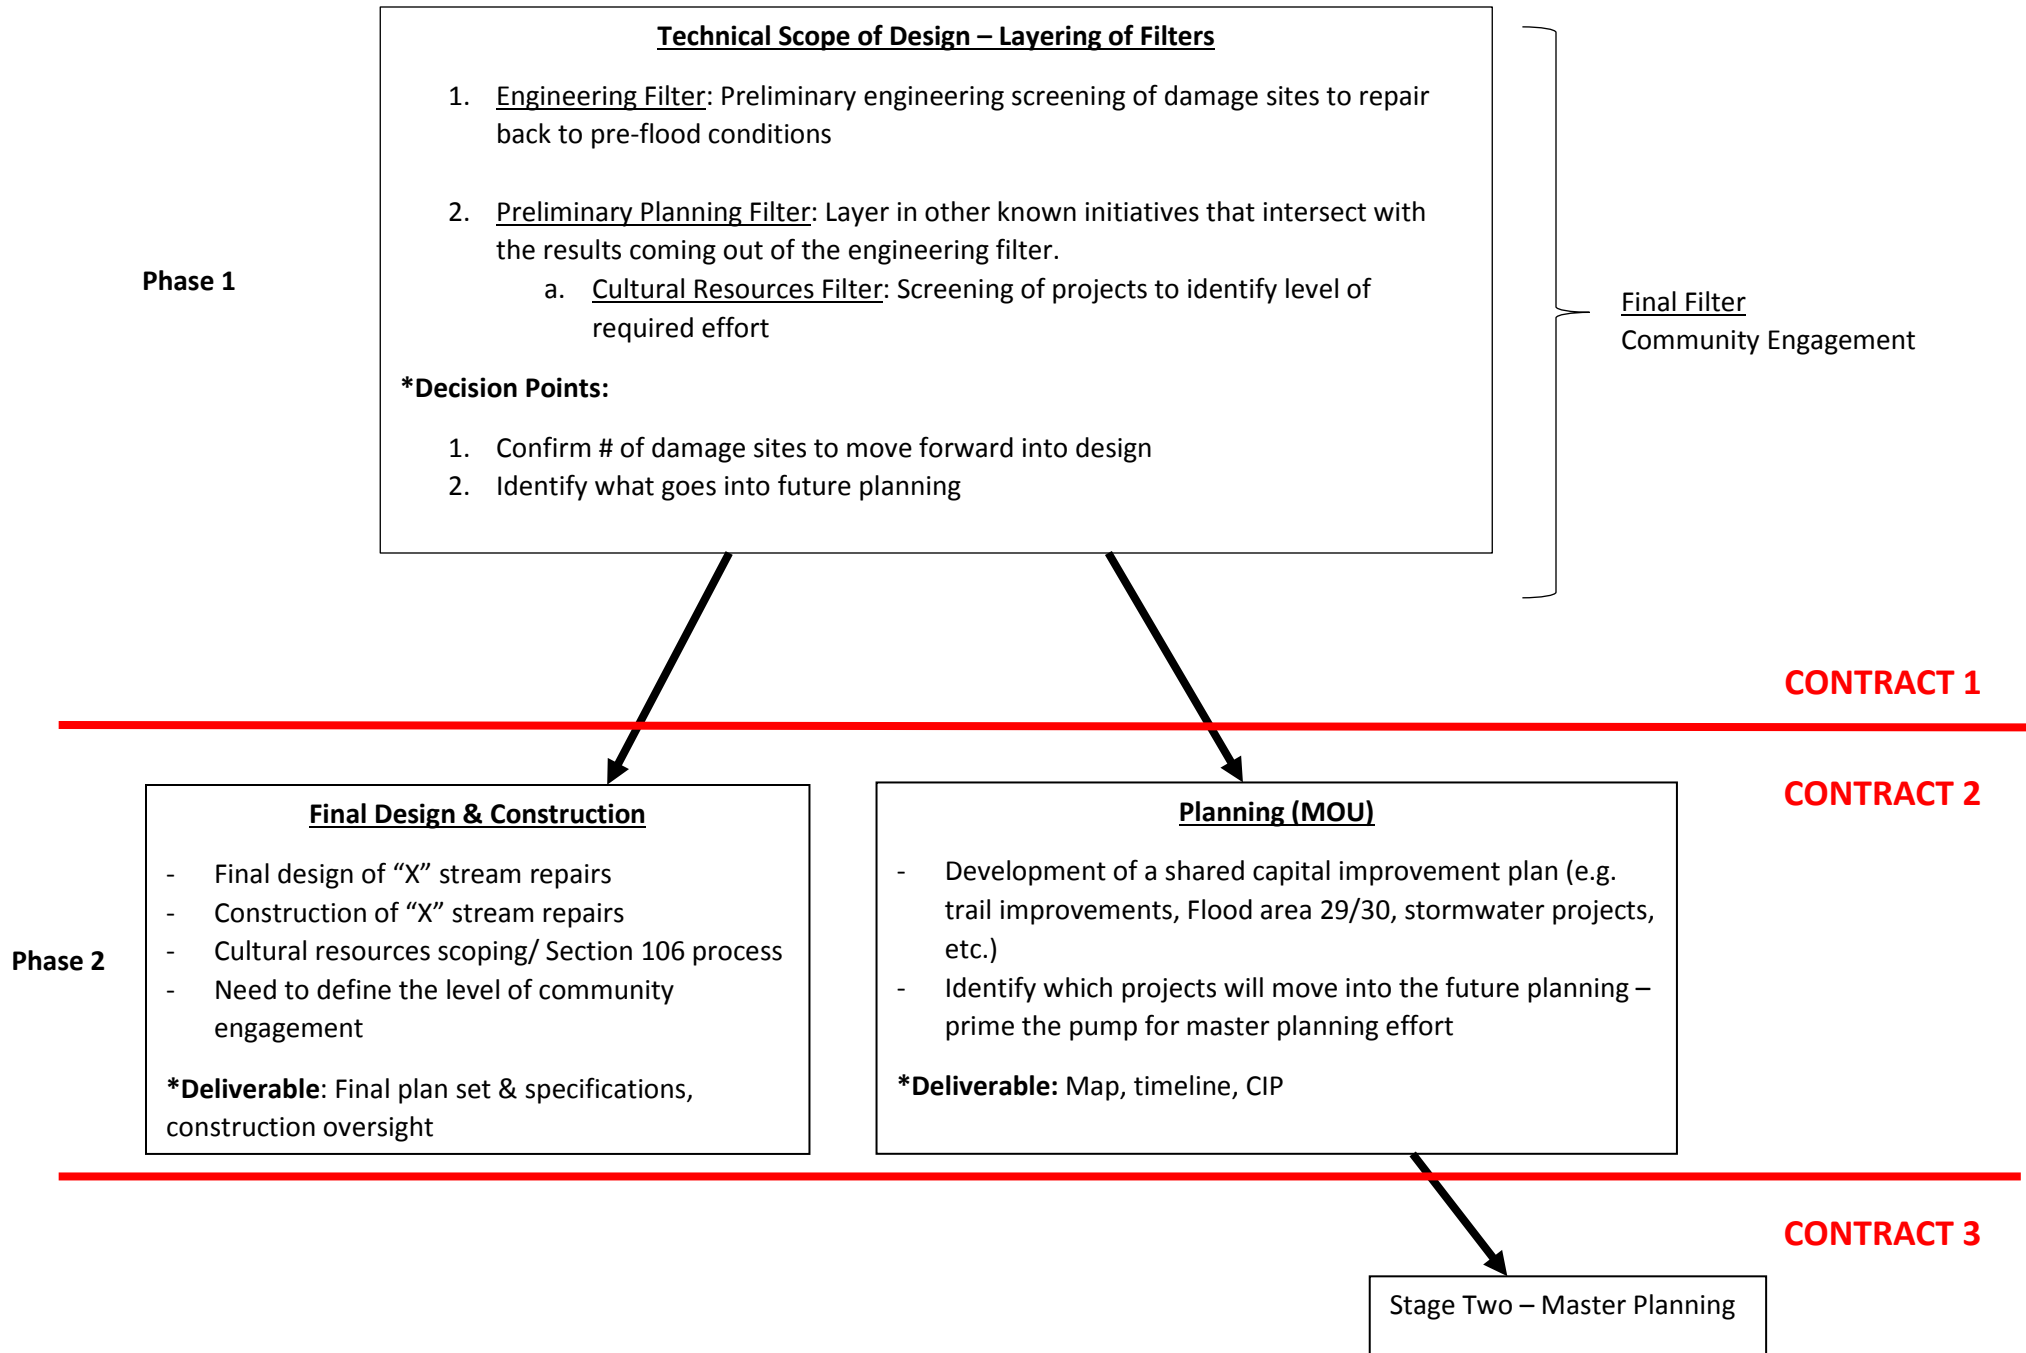 Technical Scope of Design – Layering of Filters
1. Engineering Filter: Preliminary engineering screening of damage sites to repair
back to pre-flood conditions
2. Preliminary Planning Filter: Layer in other known initiatives that intersect with
the results coming out of the engineering filter.
a. Cultural Resources Filter: Screening of projects to identify level of
required effort
*Decision Points:
1. Confirm # of damage sites to move forward into design
2. Identify what goes into future planning
Phase 1
Final Filter
Community Engagement
CONTRACT 1
CONTRACT 2
Phase 2
Final Design & Construction
- Final design of “X” stream repairs
- Construction of “X” stream repairs
- Cultural resources scoping/ Section 106 process
- Need to define the level of community
engagement
*Deliverable: Final plan set & specifications,
construction oversight
Planning (MOU)
- Development of a shared capital improvement plan (e.g.
trail improvements, Flood area 29/30, stormwater projects,
etc.)
- Identify which projects will move into the future planning –
prime the pump for master planning effort
*Deliverable: Map, timeline, CIP
CONTRACT 3
Stage Two – Master Planning